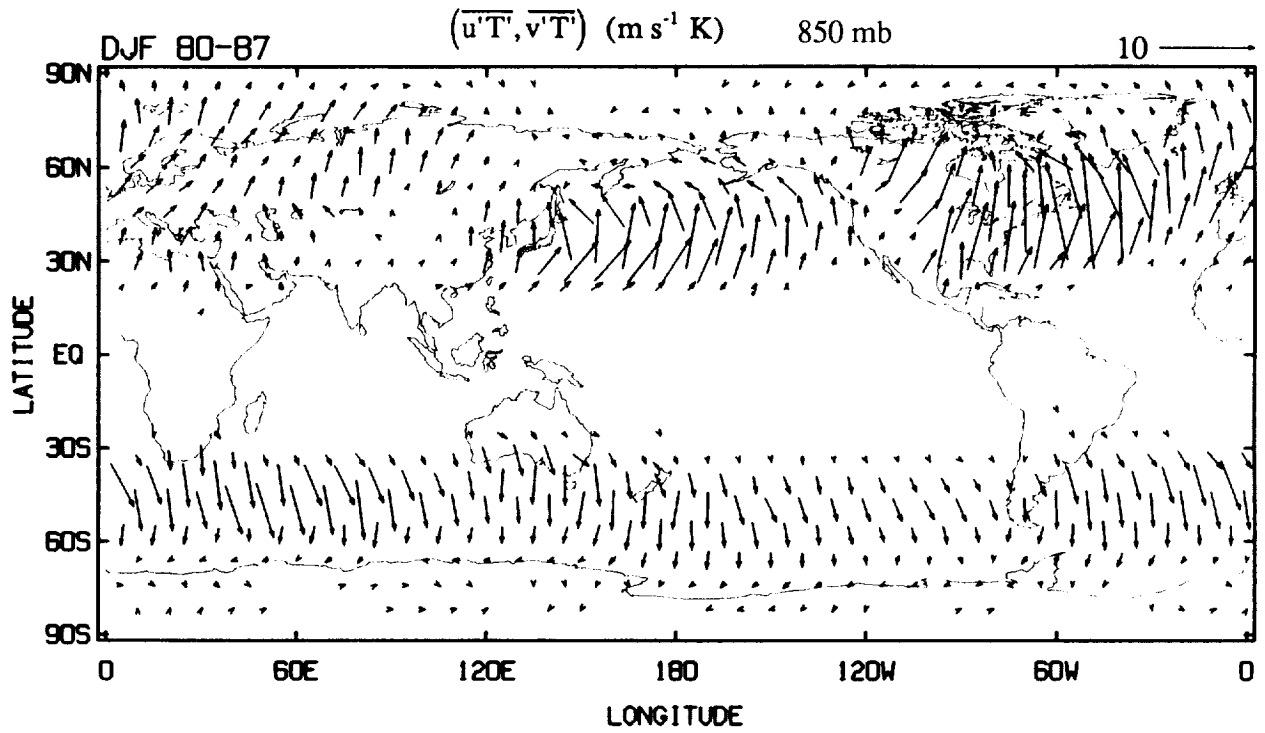 (u'T', v'T') (m s⁻¹ K) 850 mb
DJF 80-87 10
90N
60N
30N
EQ
30S
60S
90S
LATITUDE
0 60E 120E 180 120W 60W 0
LONGITUDE